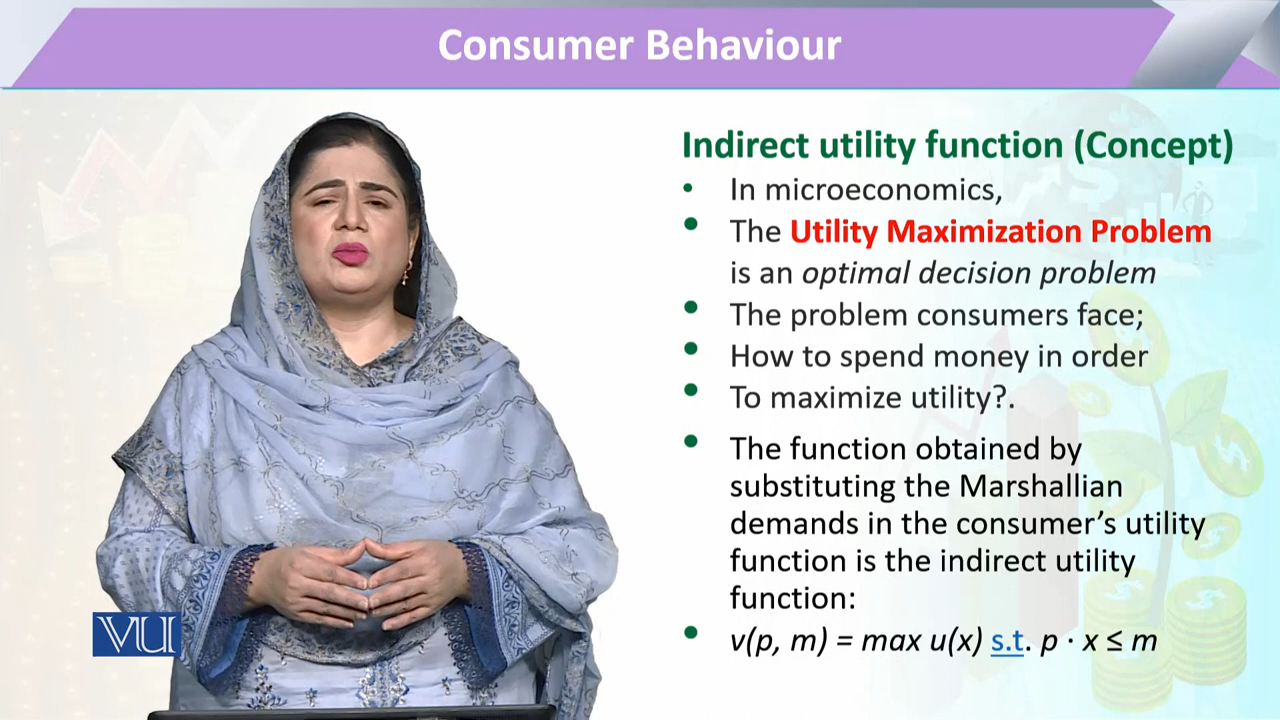 Consumer Behaviour
Indirect utility function (Concept)
• In microeconomics,
• The Utility Maximization Problem
is an optimal decision problem
• The problem consumers face;
• How to spend money in order
• To maximize utility?.
• The function obtained by
substituting the Marshallian
demands in the consumer’s utility
function is the indirect utility
function:
• v(p, m) = max u(x) s.t. p · x ≤ m
VU